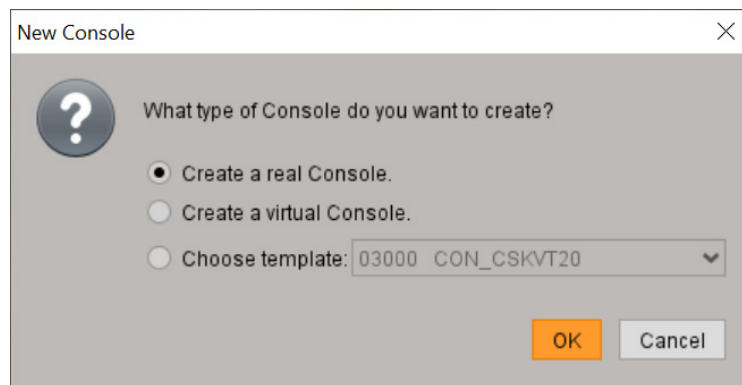 New Console
What type of Console do you want to create?
Create a real Console.
Create a virtual Console.
Choose template: 03000 CON_CSKVT20
OK Cancel